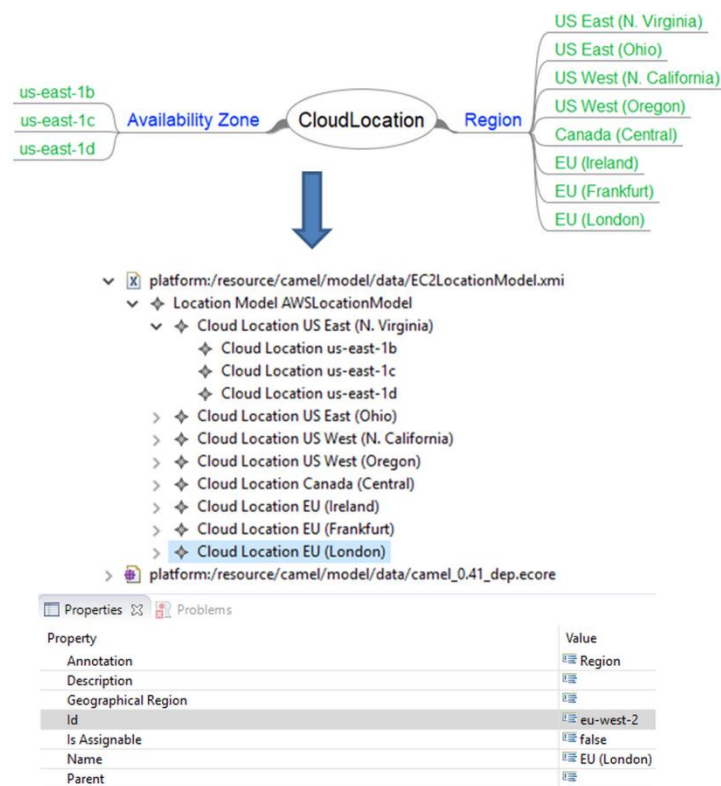 US East (N. Virginia)
US East (Ohio)
US West (N. California)
us-east-1b
us-east-1c
us-east-1d
Availability Zone
CloudLocation
Region
US West (Oregon)
Canada (Central)
EU (Ireland)
EU (Frankfurt)
EU (London)
platform:/resource/camel/model/data/EC2LocationModel.xmi
Location Model AWSLocationModel
Cloud Location US East (N. Virginia)
Cloud Location us-east-1b
Cloud Location us-east-1c
Cloud Location us-east-1d
Cloud Location US East (Ohio)
Cloud Location US West (N. California)
Cloud Location US West (Oregon)
Cloud Location Canada (Central)
Cloud Location EU (Ireland)
Cloud Location EU (Frankfurt)
Cloud Location EU (London)
platform:/resource/camel/model/data/camel_0.41_dep.ecore
Properties Problems
Property Value
Annotation Region
Description
Geographical Region
Id eu-west-2
Is Assignable false
Name EU (London)
Parent